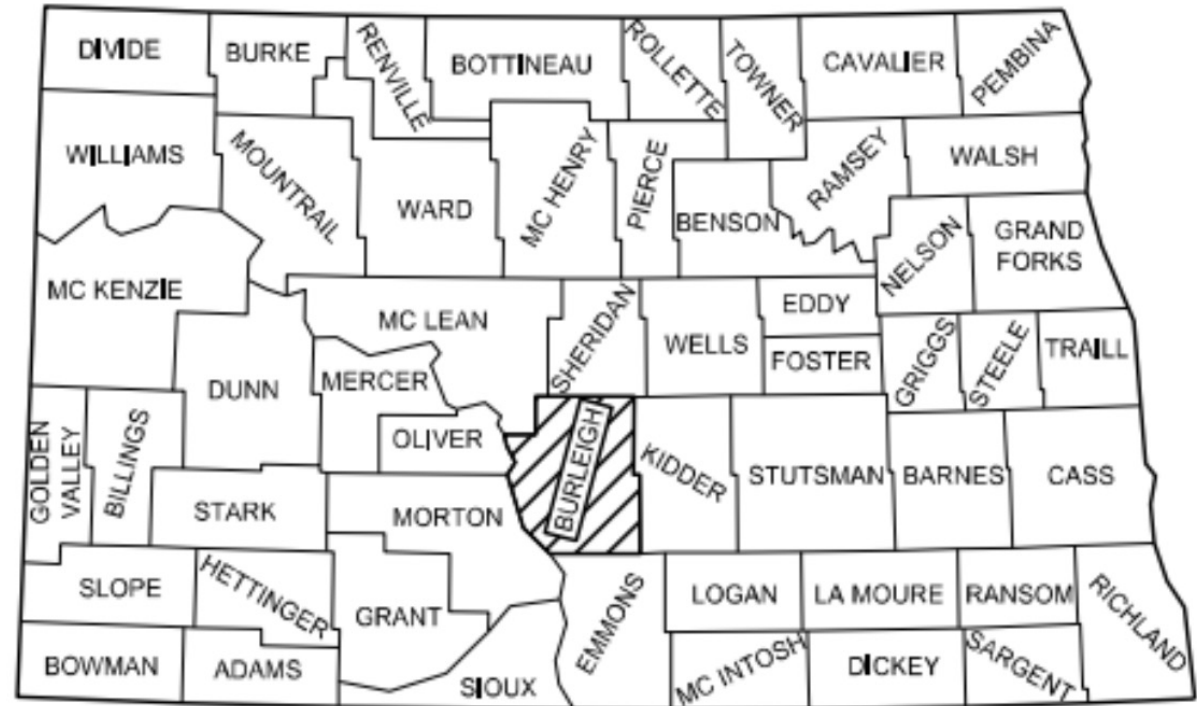 DIVIDE
BURKE
RENVILLE
BOTTINEAU
ROLLETTE
TOWNER
CAVALIER
PEMBINA
WILLIAMS
MOUNTRAIL
WARD
MC HENRY
PIERCE
BENSON
RAMSEY
WALSH
NELSON
GRAND
FORKS
MC KENZIE
MC LEAN
SHERIDAN
WELLS
EDDY
FOSTER
GRIGGS
STEELE
TRAILL
DUNN
MERCER
OLIVER
GOLDEN
VALLEY
BILLINGS
STARK
MORTON
BURLEIGH
KIDDER
STUTSMAN
BARNES
CASS
SLOPE
HETTINGER
GRANT
EMMONS
LOGAN
LA MOURE
RANSOM
RICHLAND
BOWMAN
ADAMS
SIOUX
MC INTOSH
DICKEY
SARGENT